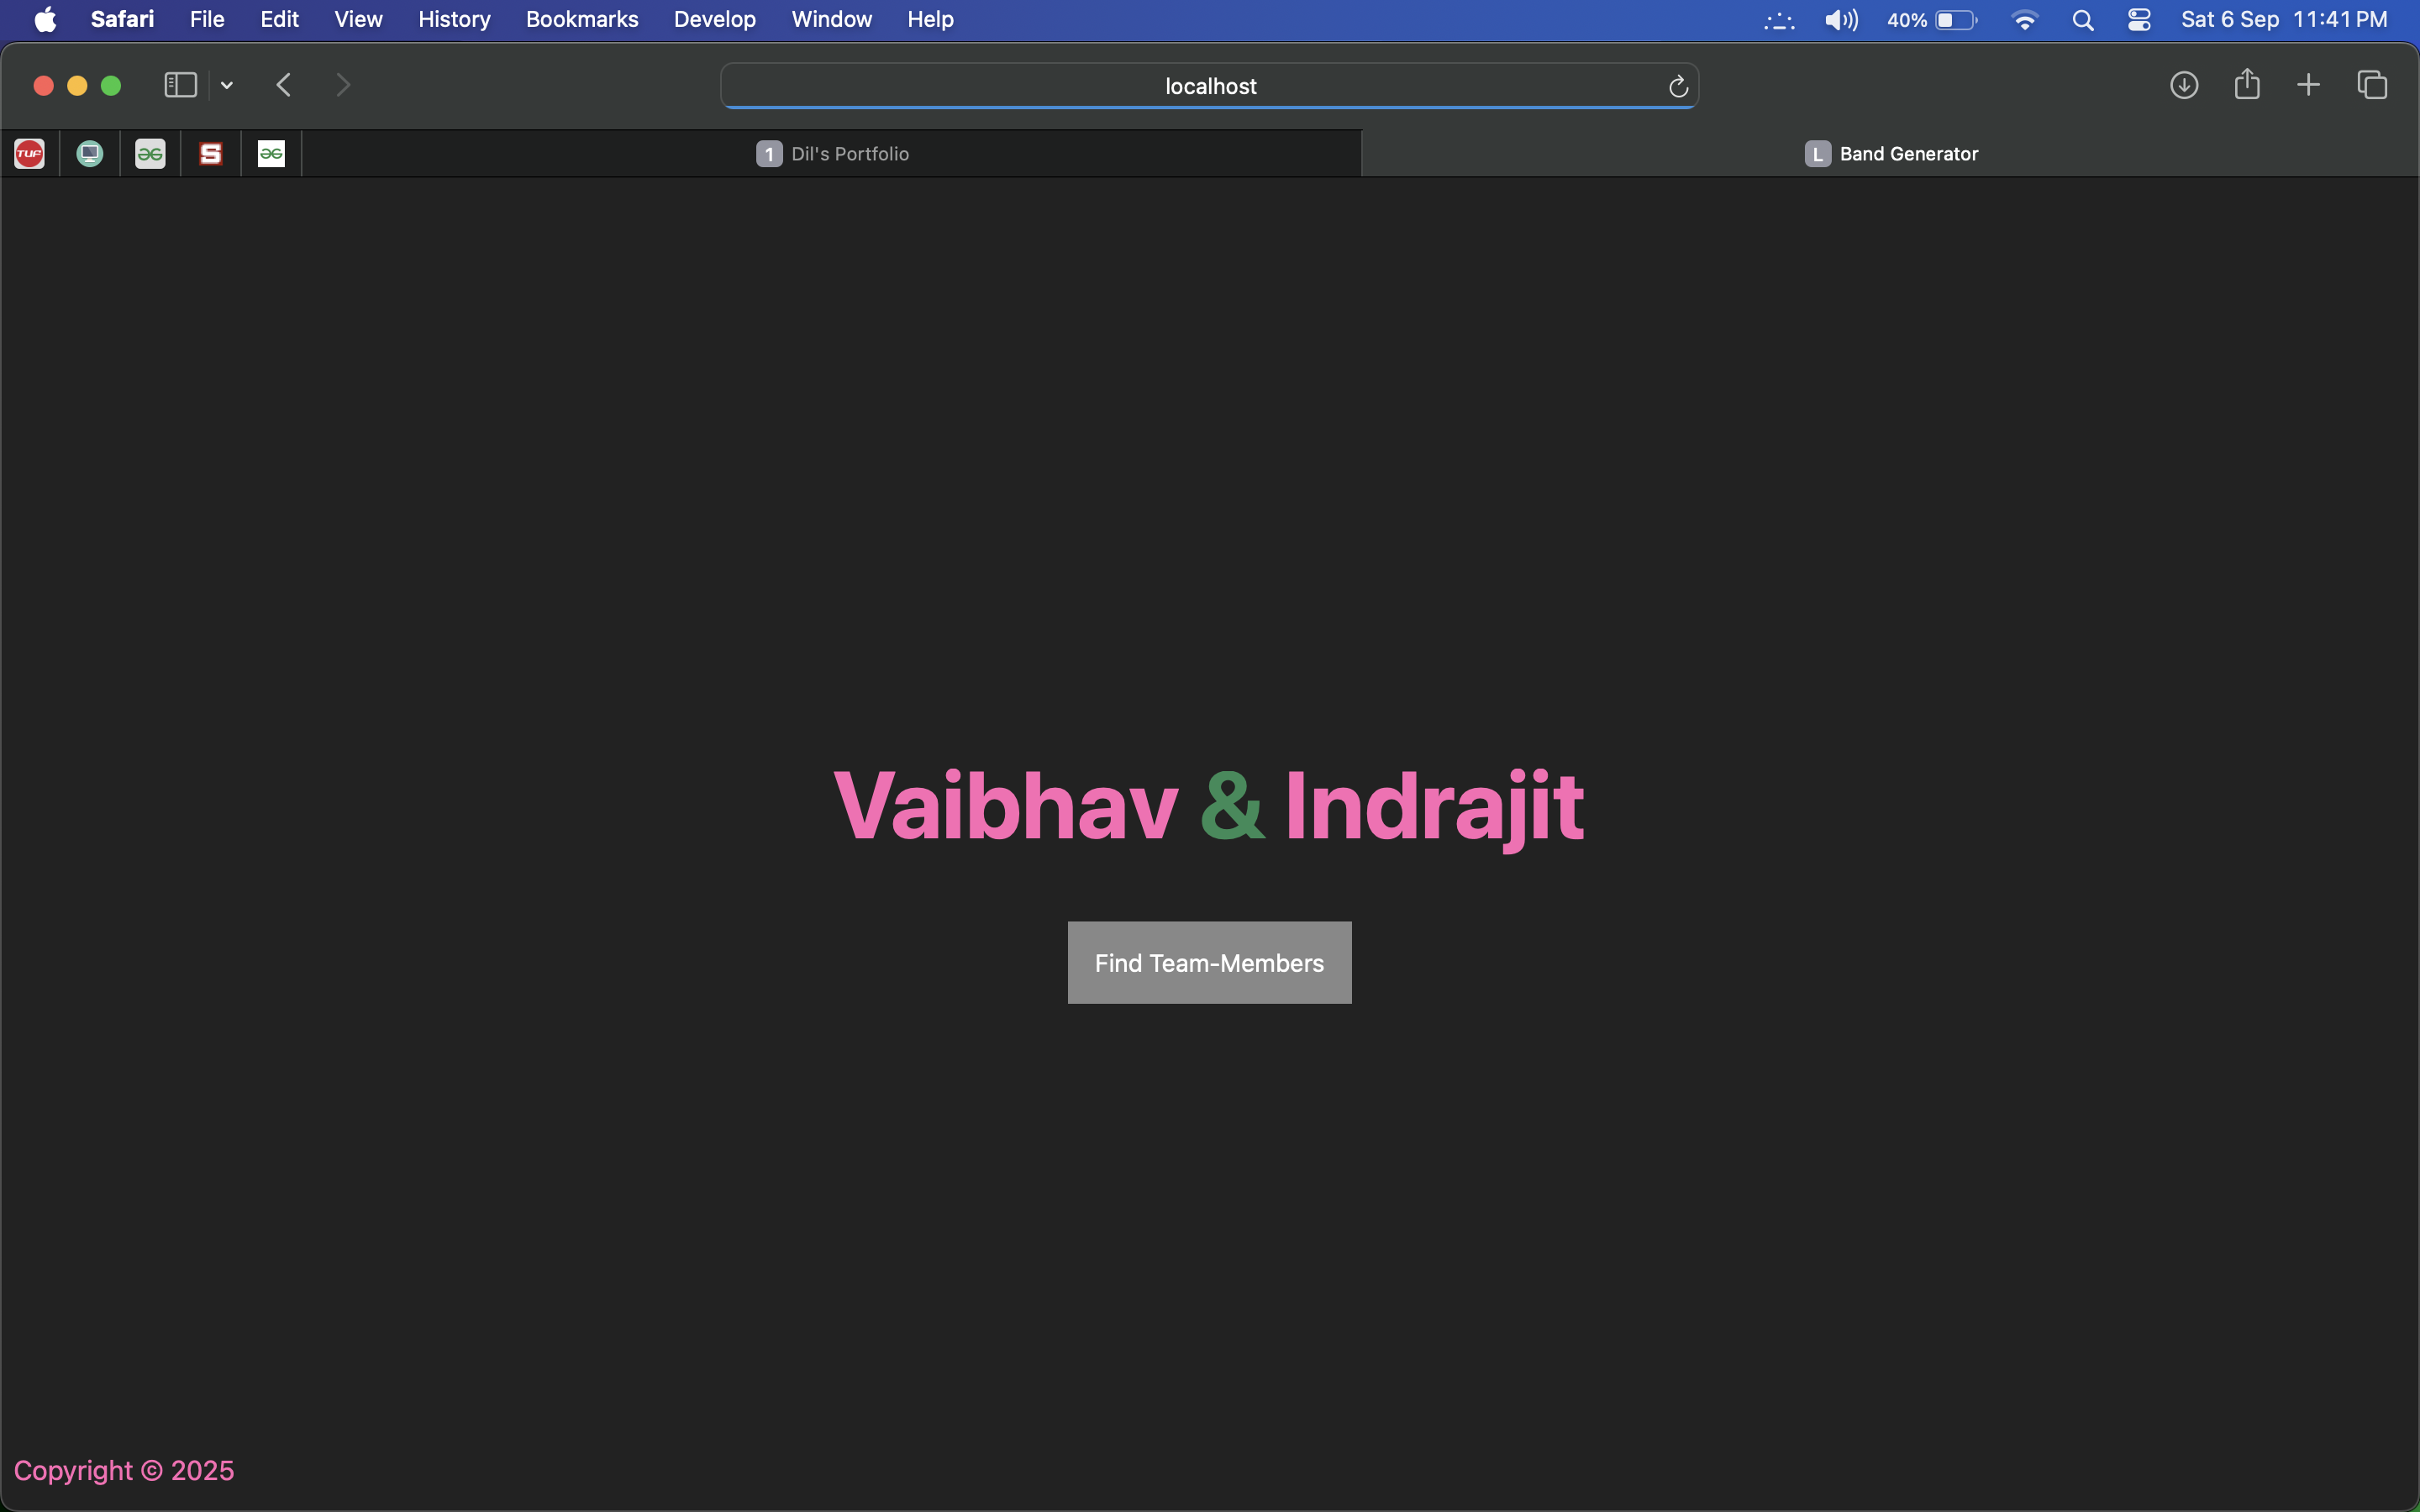 Safari File Edit View History Bookmarks Develop Window Help 40% Sat 6 Sep 11:41 PM
localhost
TUF S 1 Dil's Portfolio L Band Generator
Vaibhav & Indrajit
Find Team-Members
Copyright © 2025